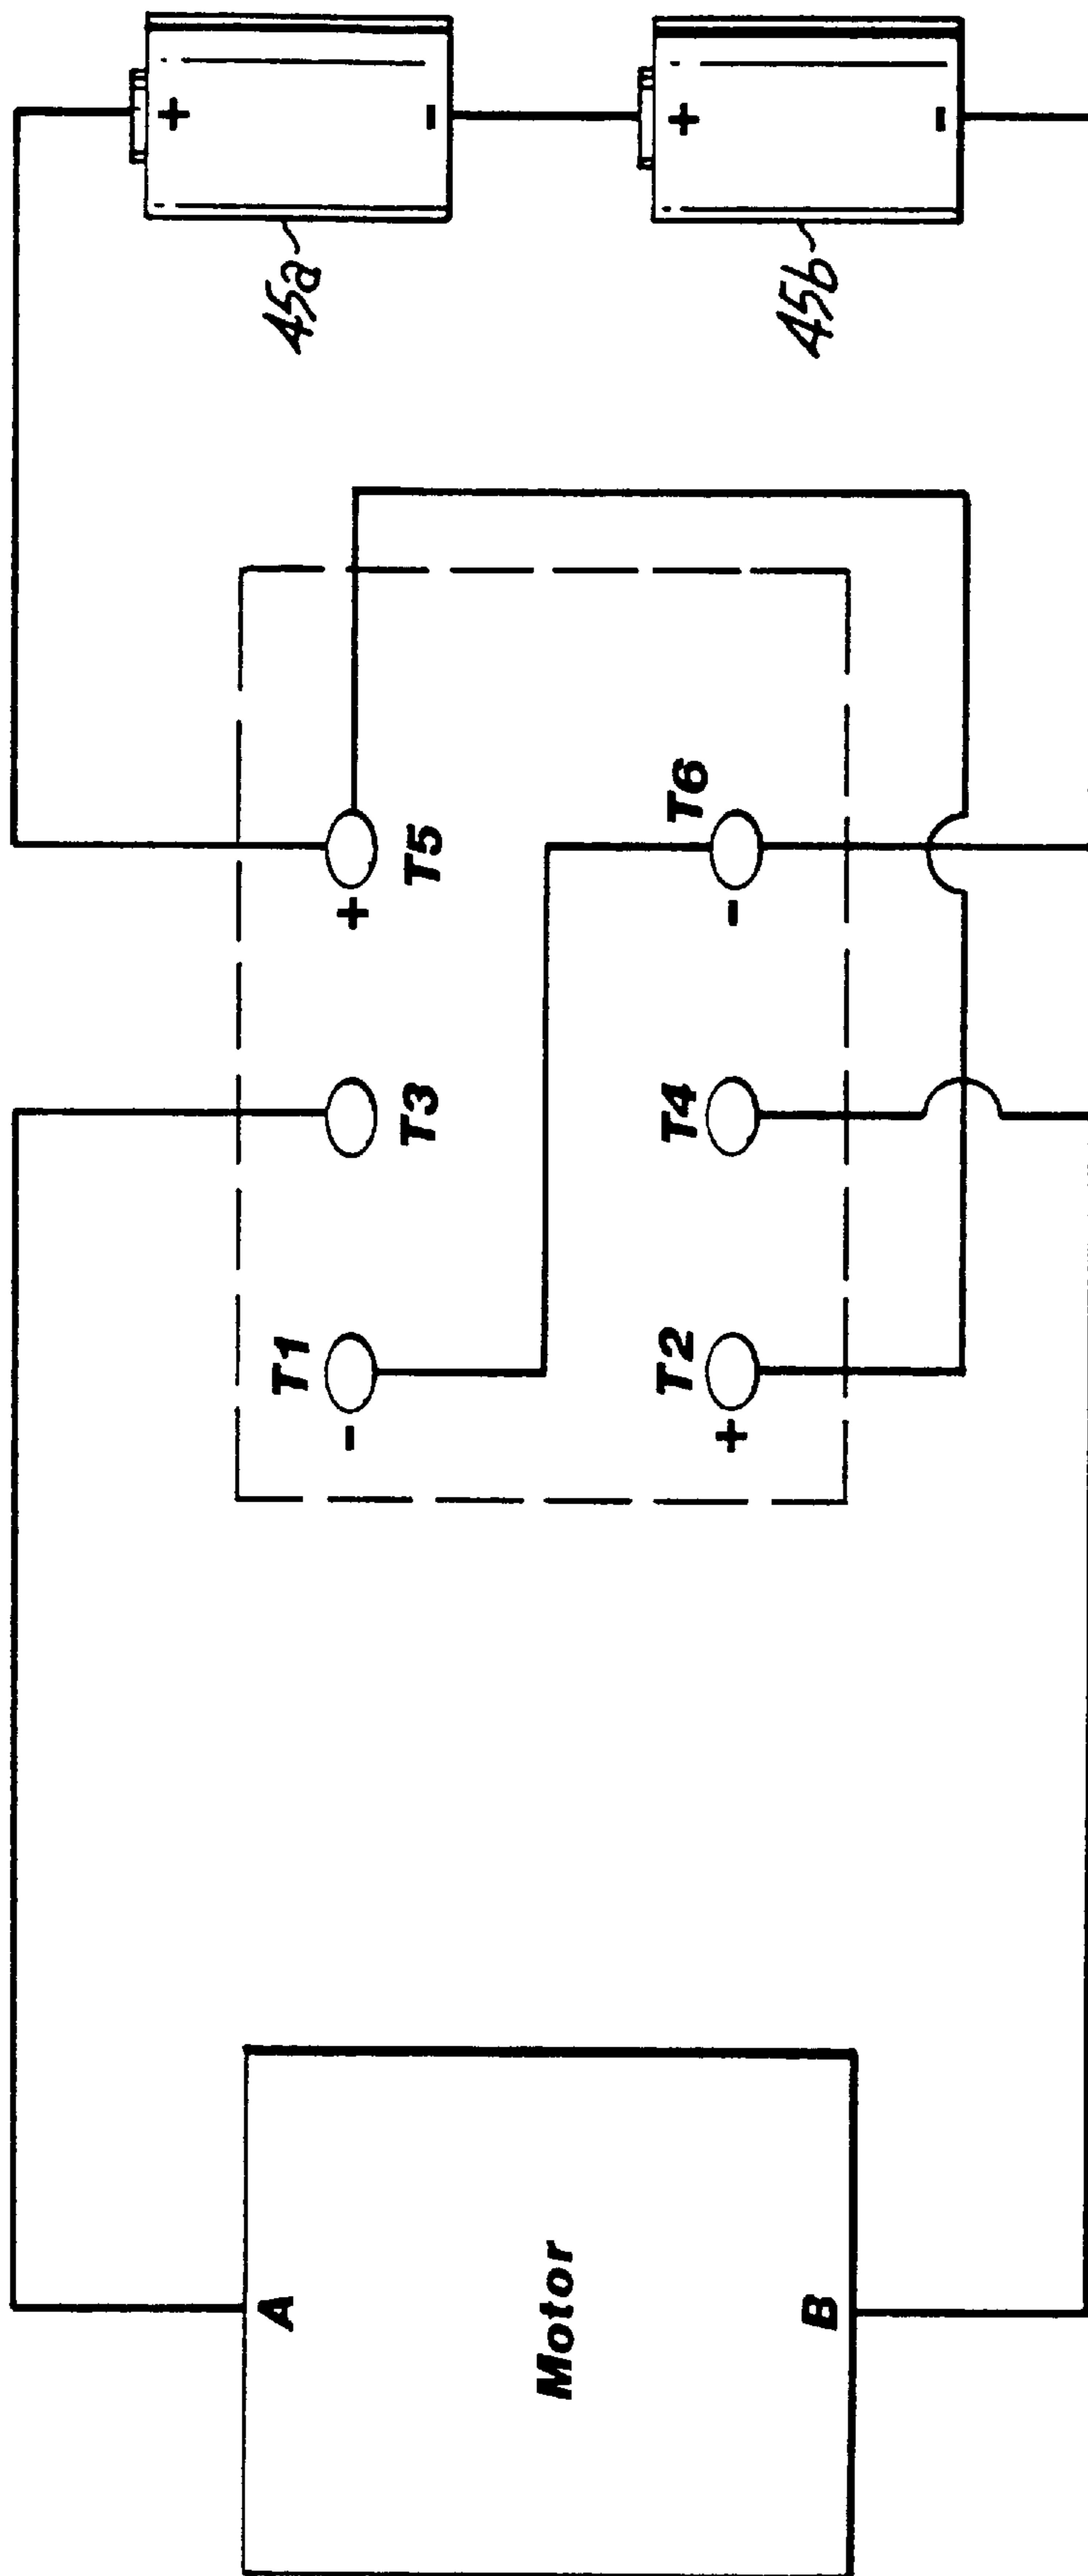 A
Motor
B
-
T1
T2
+
T3
T4
+
T5
T6
-
+
-
45a
+
-
45b